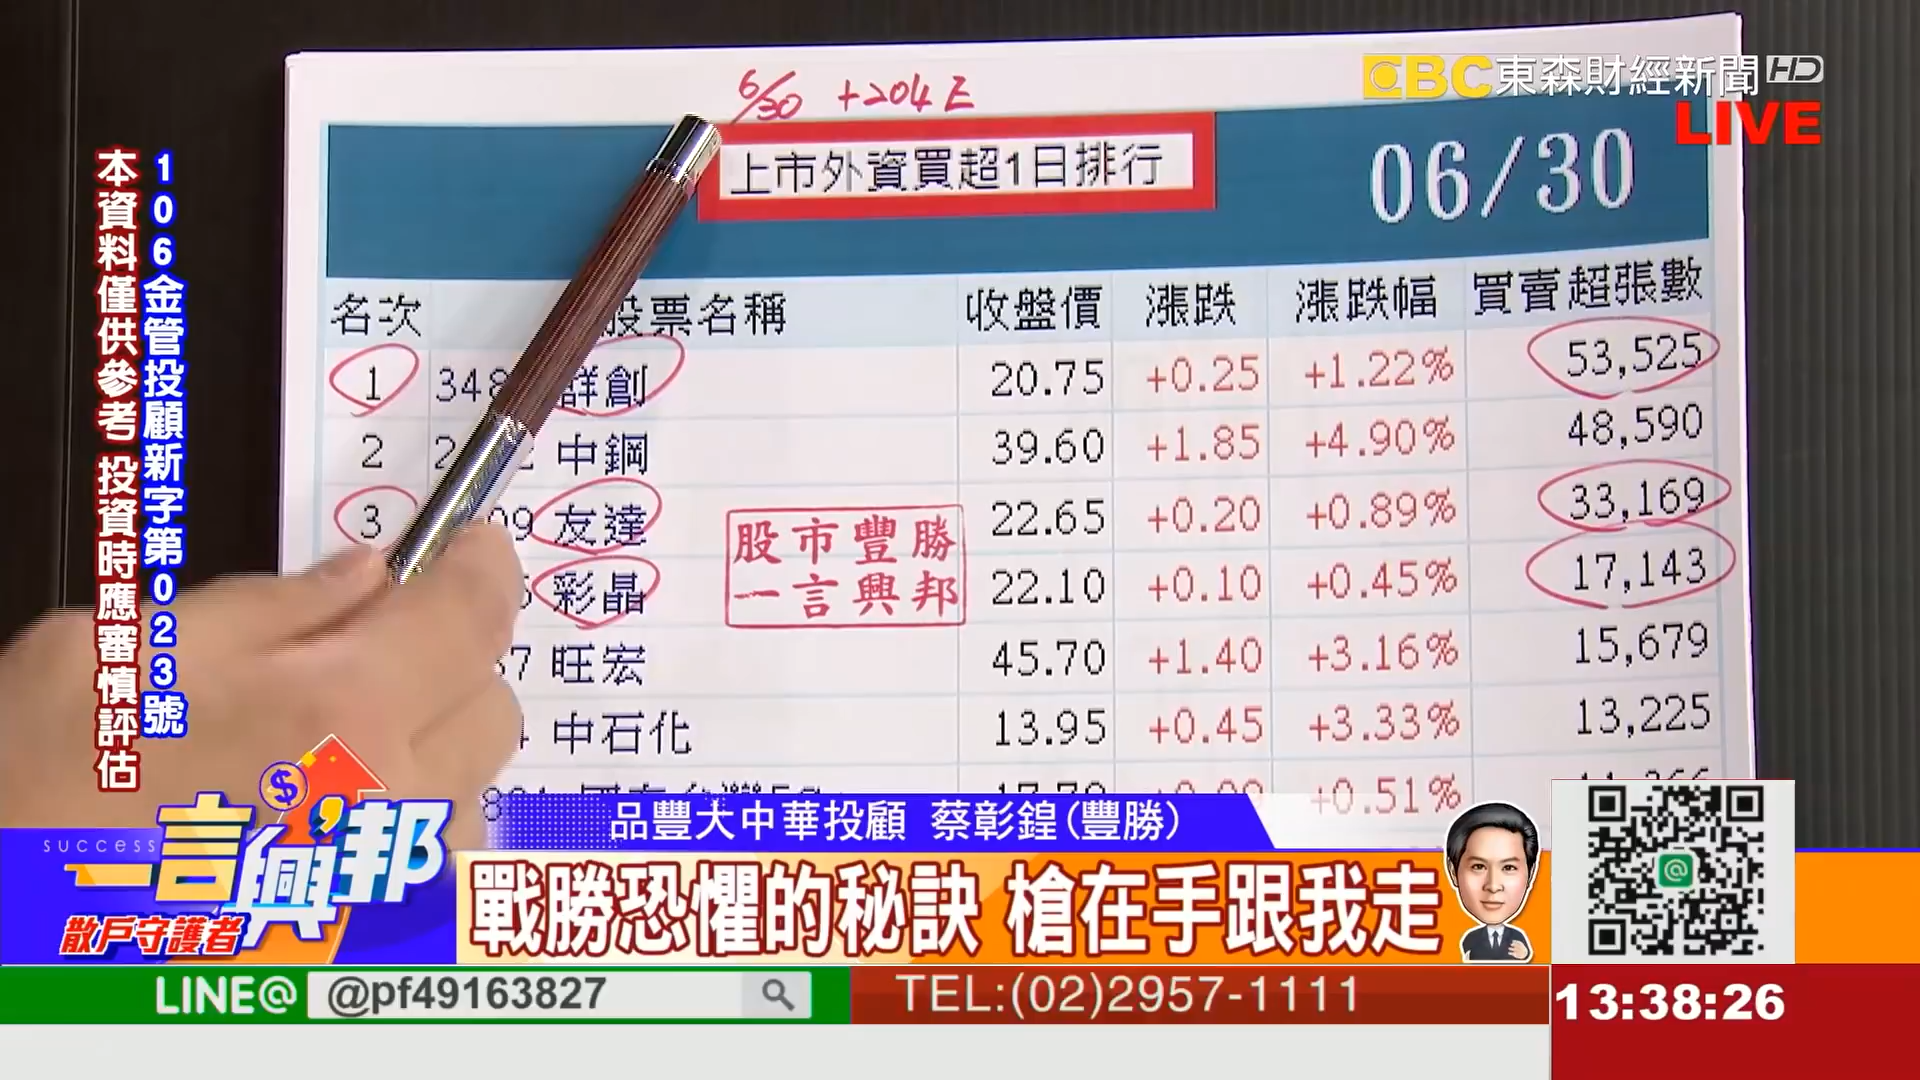 6/30 +204E
EBC東森財經新聞HD
LIVE
上市外資買超1日排行
06/30
名次 股票名稱 收盤價 漲跌 漲跌幅 買賣超張數
1 348 群創 20.75 +0.25 +1.22% 53,525
2 2 中鋼 39.60 +1.85 +4.90% 48,590
3 09 友達 22.65 +0.20 +0.89% 33,169
彩晶 22.10 +0.10 +0.45% 17,143
37 旺宏 45.70 +1.40 +3.16% 15,679
中石化 13.95 +0.45 +3.33% 13,225
+0.51%
股市豐勝
一言興邦
106金管投顧新字第023號
本資料僅供參考 投資時應審慎評估
success
一言興邦
散戶守護者
品豐大中華投顧 蔡彰鍠(豐勝)
戰勝恐懼的秘訣 槍在手跟我走
LINE@ @pf49163827
TEL:(02)2957-1111
13:38:26